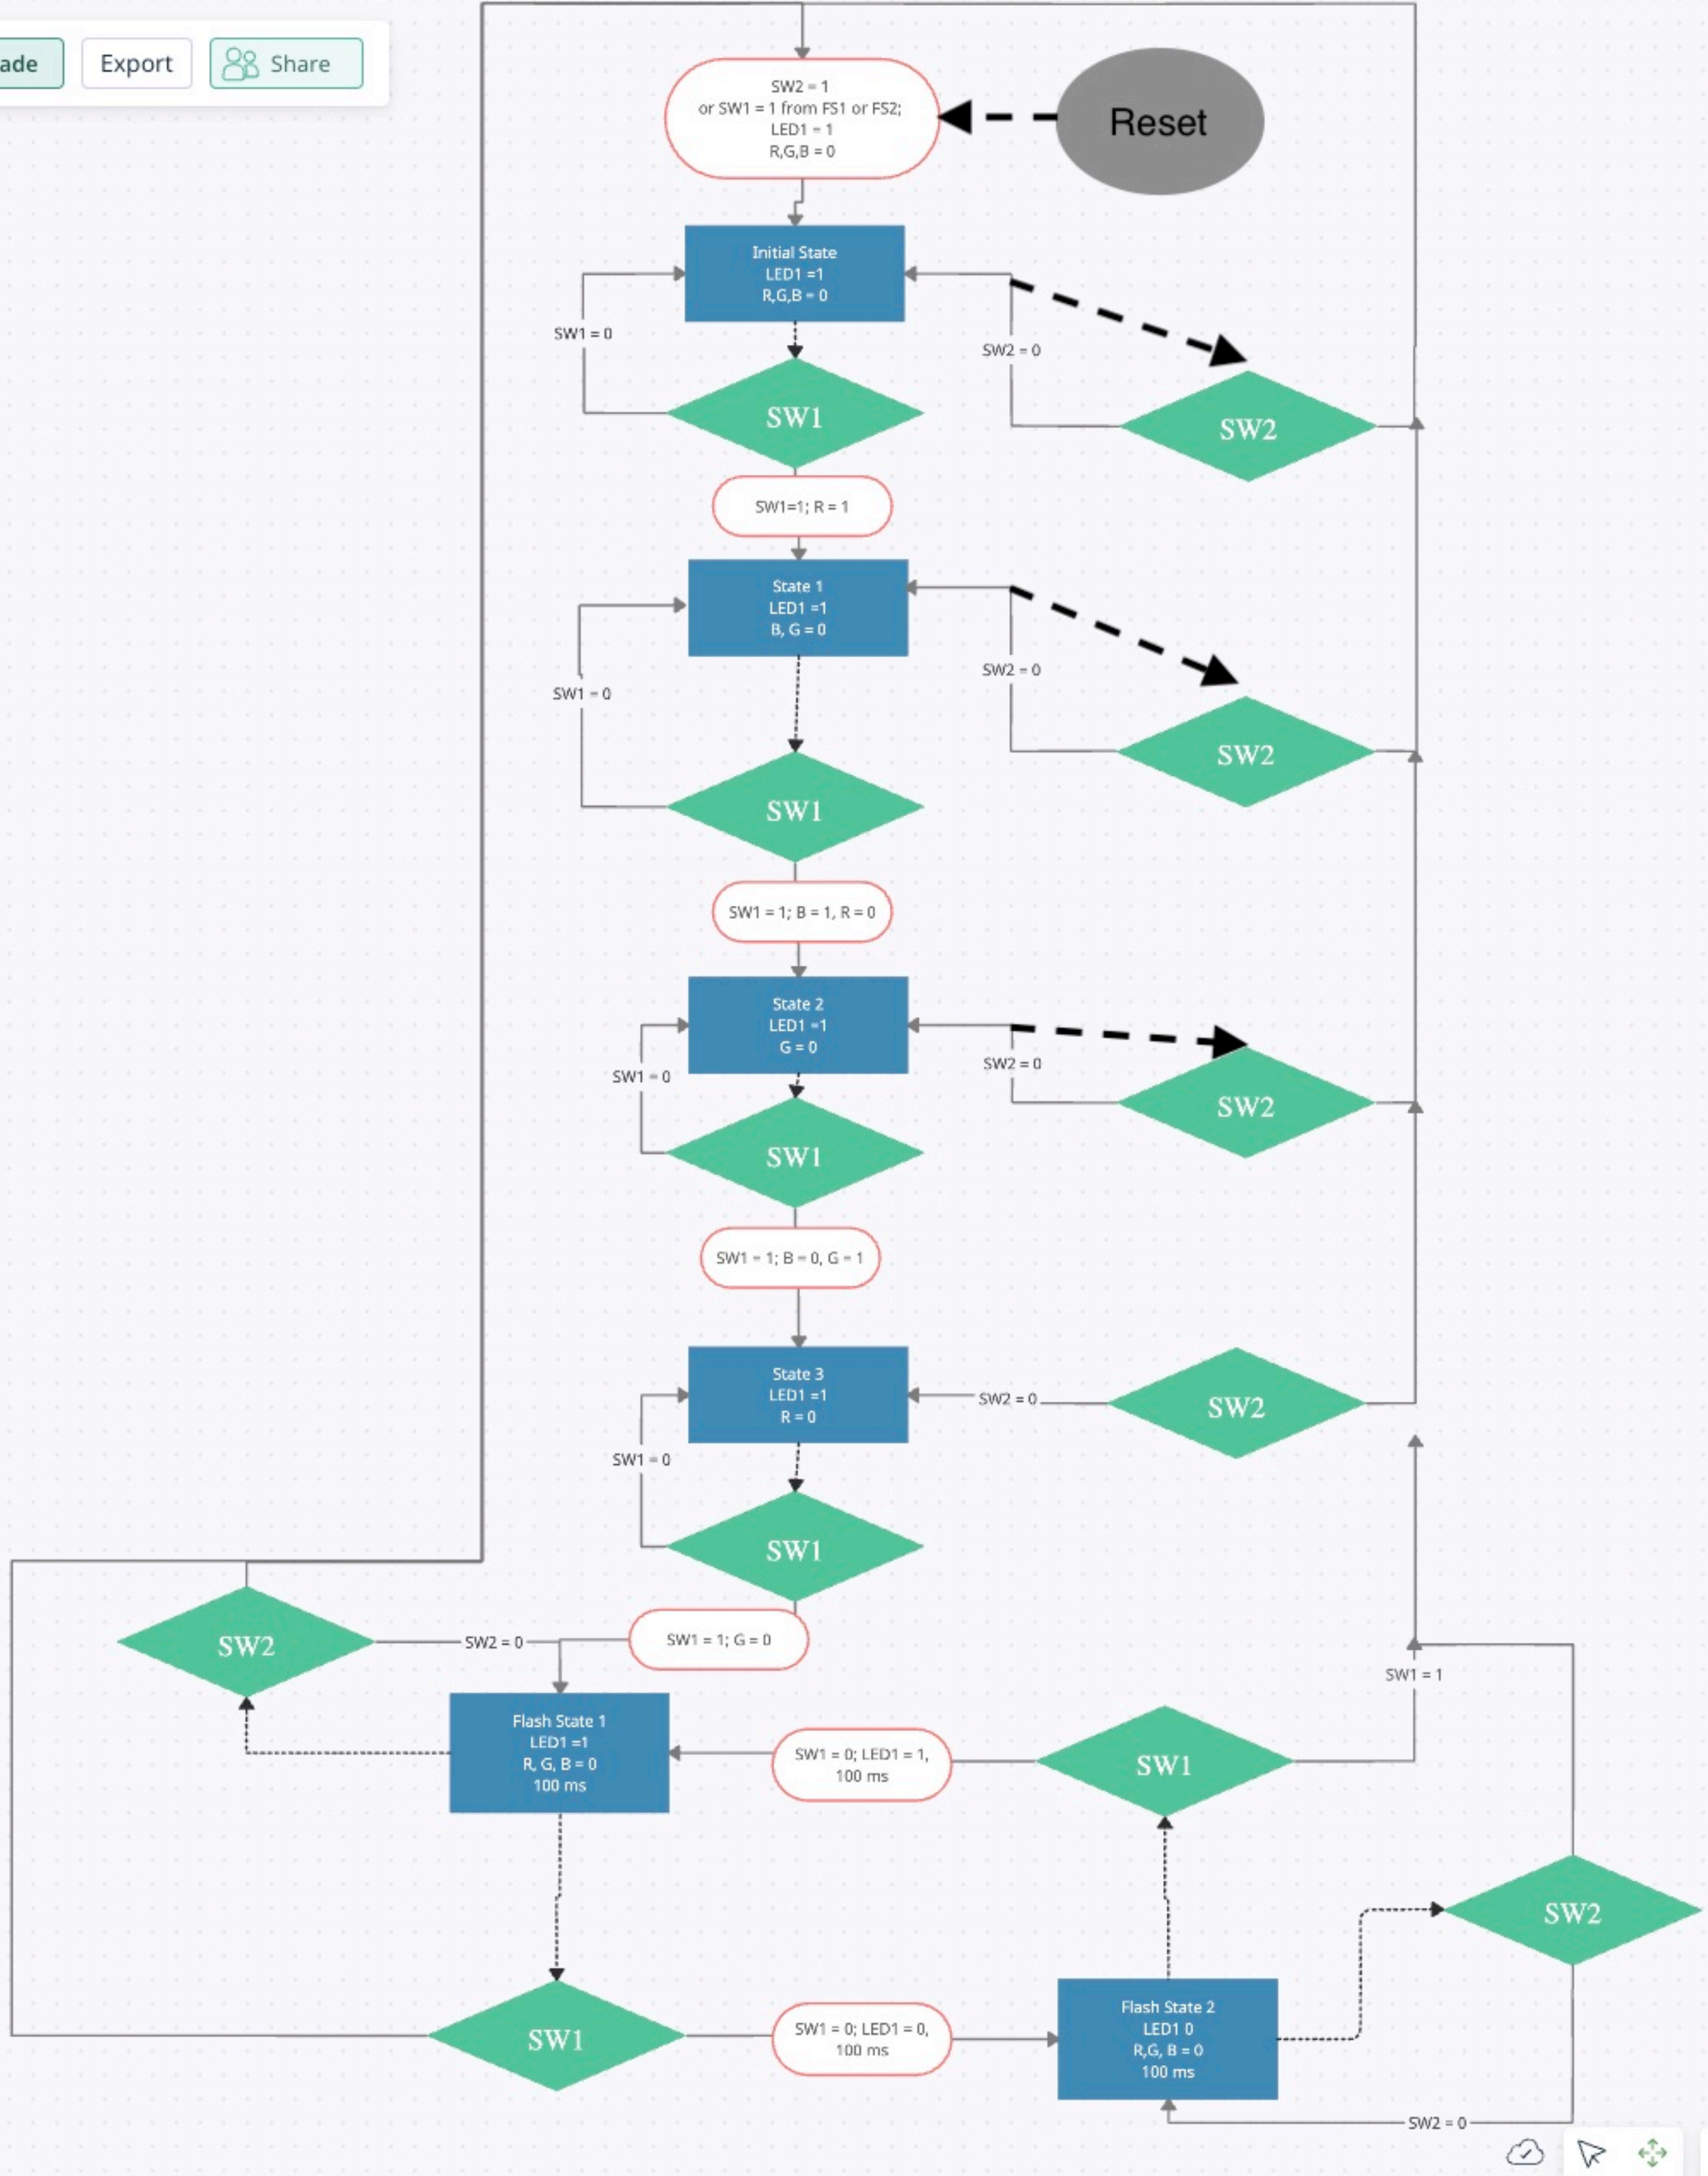 ade
Export
Share
SW2 = 1
or SW1 = 1 from FS1 or FS2;
LED1 = 1
R,G,B = 0
Reset
Initial State
LED1 =1
R,G,B = 0
SW1 = 0
SW2 = 0
SW1
SW2
SW1=1; R = 1
State 1
LED1 =1
B, G = 0
SW2 = 0
SW1 = 0
SW2
SW1
SW1 = 1; B = 1, R = 0
State 2
LED1 =1
G = 0
SW2 = 0
SW1 = 0
SW2
SW1
SW1 = 1; B = 0, G = 1
State 3
LED1 =1
R = 0
SW2 = 0
SW2
SW1 = 0
SW1
SW2
SW2 = 0
SW1 = 1; G = 0
SW1 = 1
Flash State 1
LED1 =1
R, G, B = 0
100 ms
SW1 = 0; LED1 = 1,
100 ms
SW1
SW2
SW1
SW1 = 0; LED1 = 0,
100 ms
Flash State 2
LED1 0
R,G, B = 0
100 ms
SW2 = 0